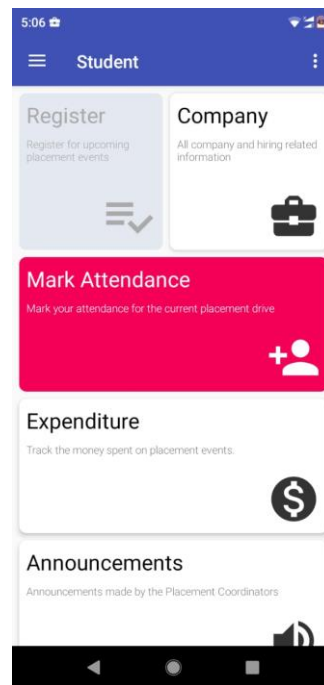 5:06
Student
Register
Register for upcoming
placement events
Company
All company and hiring related
information
Mark Attendance
Mark your attendance for the current placement drive
Expenditure
Track the money spent on placement events.
Announcements
Announcements made by the Placement Coordinators